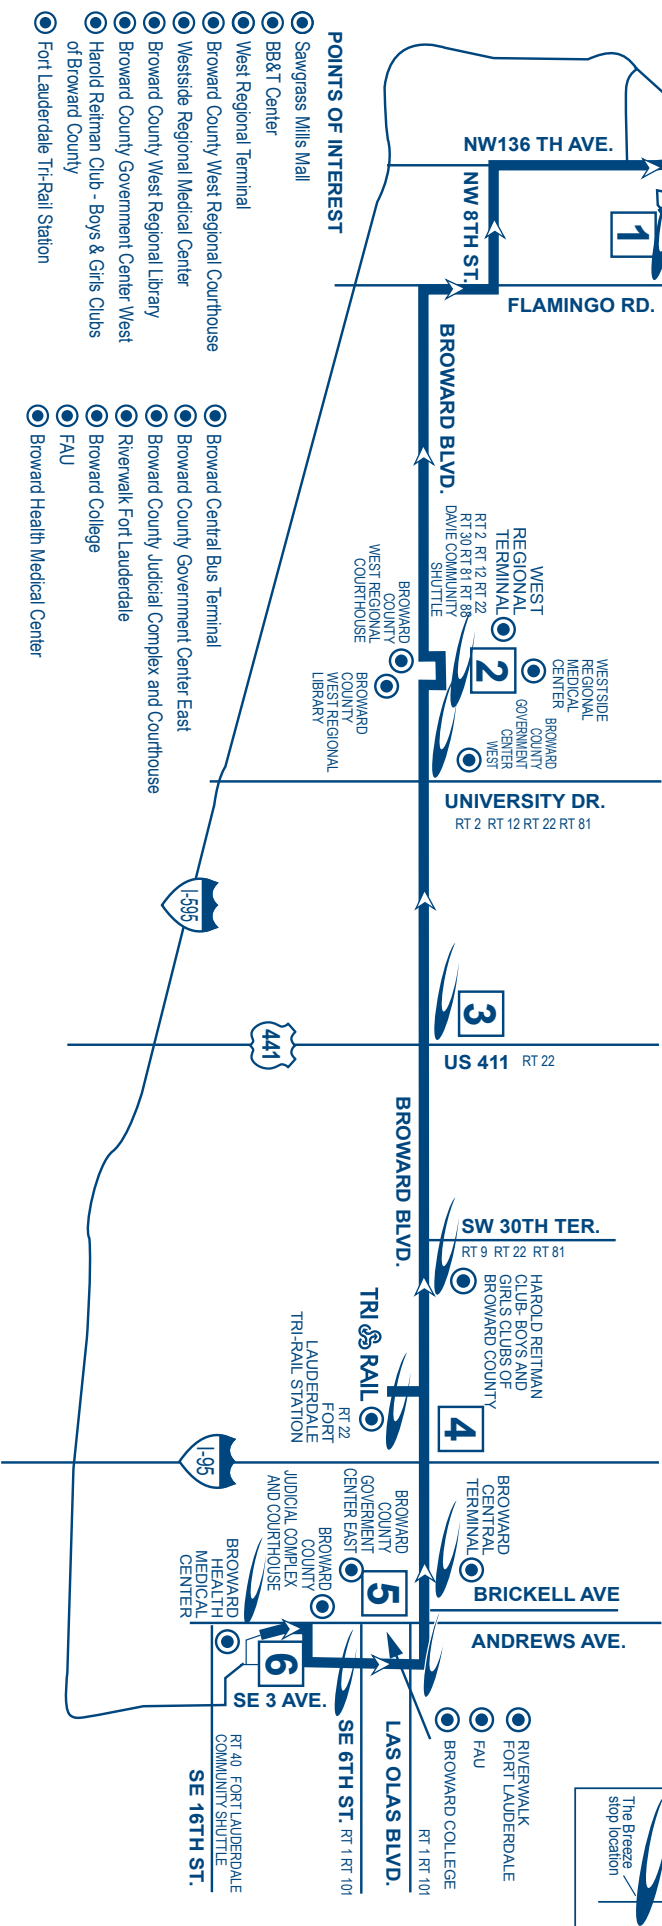 NW136 TH AVE.
1
NW 8TH ST.
FLAMINGO RD.
BROWARD BLVD.
WEST
REGIONAL
TERMINAL
RT 2 RT 12 RT 22
RT 30 RT 81 RT 88
DAVIE COMMUNITY
SHUTTLE
2
WESTSIDE
REGIONAL
MEDICAL
CENTER
BROWARD
COUNTY
GOVERNMENT
CENTER
WEST
BROWARD
COUNTY
WEST REGIONAL
COURTHOUSE
BROWARD
COUNTY
WEST REGIONAL
LIBRARY
UNIVERSITY DR.
RT 2 RT 12 RT 22 RT 81
I-595
3
441
US 411 RT 22
BROWARD BLVD.
SW 30TH TER.
RT 9 RT 22 RT 81
HAROLD REITMAN
CLUB- BOYS AND
GIRLS CLUBS OF
BROWARD COUNTY
TRI RAIL
RT 22
FORT
LAUDERDALE
TRI-RAIL STATION
4
I-95
BROWARD
CENTRAL
TERMINAL
BROWARD
COUNTY
GOVERMENT
CENTER EAST
5
BROWARD
COUNTY
JUDICIAL COMPLEX
AND COURTHOUSE
BROWARD
HEALTH
MEDICAL
CENTER
6
BRICKELL AVE
ANDREWS AVE.
SE 3 AVE.
RIVERWALK
FORT LAUDERDALE
FAU
BROWARD COLLEGE
LAS OLAS BLVD. RT 1 RT 101
SE 6TH ST. RT 1 RT 101
RT 40 FORT LAUDERDALE
COMMUNITY SHUTTLE
SE 16TH ST.
The Breeze
stop location
POINTS OF INTEREST
Sawgrass Mills Mall
BB&T Center
West Regional Terminal
Broward County West Regional Courthouse
Westside Regional Medical Center
Broward County West Regional Library
Broward County Government Center West
Harold Reitman Club - Boys & Girls Clubs
of Broward County
Fort Lauderdale Tri-Rail Station
Broward Central Bus Terminal
Broward County Government Center East
Broward County Judicial Complex and Courthouse
Riverwalk Fort Lauderdale
Broward College
FAU
Broward Health Medical Center